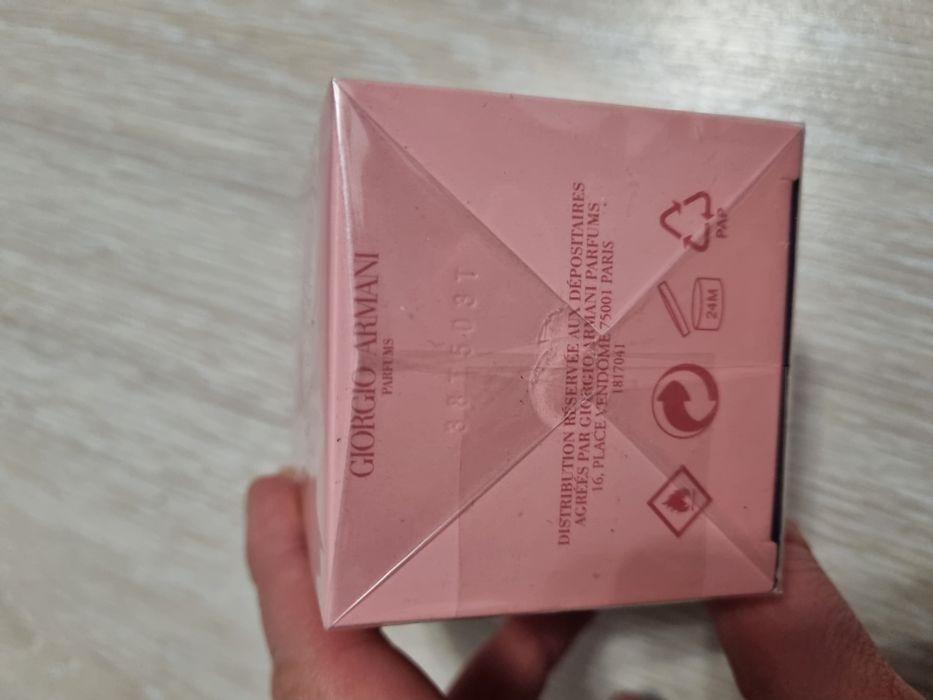 GIORGIO ARMANI
PARFUMS
DISTRIBUTION RÉSERVÉE AUX DÉPOSITAIRES
AGRÉÉS PAR GIORGIO ARMANI PARFUMS
16, PLACE VENDÔME 75001 PARIS
1817041
24M
PAP